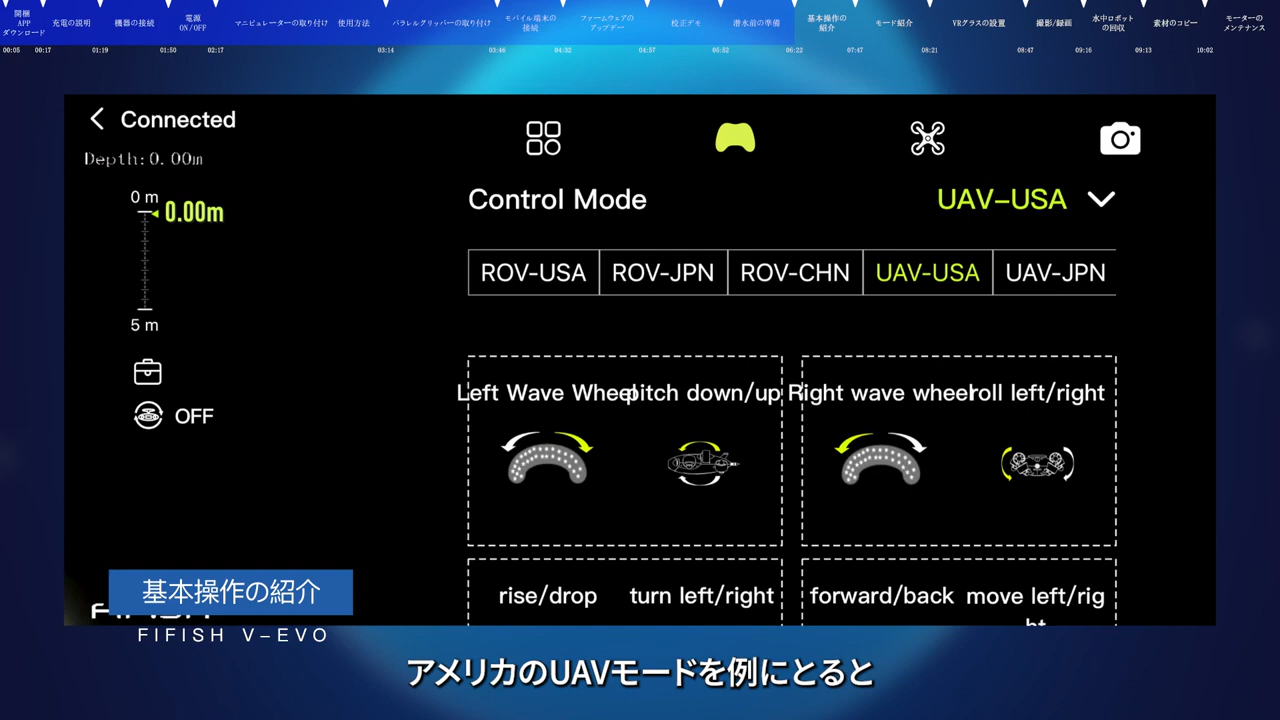 開梱
APP
ダウンロード
充電の説明
機器の接続
電源
ON/OFF
マニピュレーターの取り付け
使用方法
パラレルグリッパーの取り付け
モバイル端末の
接続
ファームウェアの
アップデー
校正デモ
潜水前の準備
基本操作の
紹介
モード紹介
VRグラスの設置
撮影/録画
水中ロボット
の回収
素材のコピー
モーターの
メンテナンス
00:05 00:17 01:19 01:50 02:17 03:14 03:46 04:32 04:57 05:52 06:22 07:47 08:21 08:47 09:16 09:13 10:02
Connected
Depth:0.00m
0 m
0.00m
5 m
OFF
Control Mode
UAV-USA
ROV-USA ROV-JPN ROV-CHN UAV-USA UAV-JPN
Left Wave Wheel pitch down/up Right wave wheel roll left/right
rise/drop turn left/right forward/back move left/rig
ht
基本操作の紹介
FIFISH V-EVO
アメリカのUAVモードを例にとると